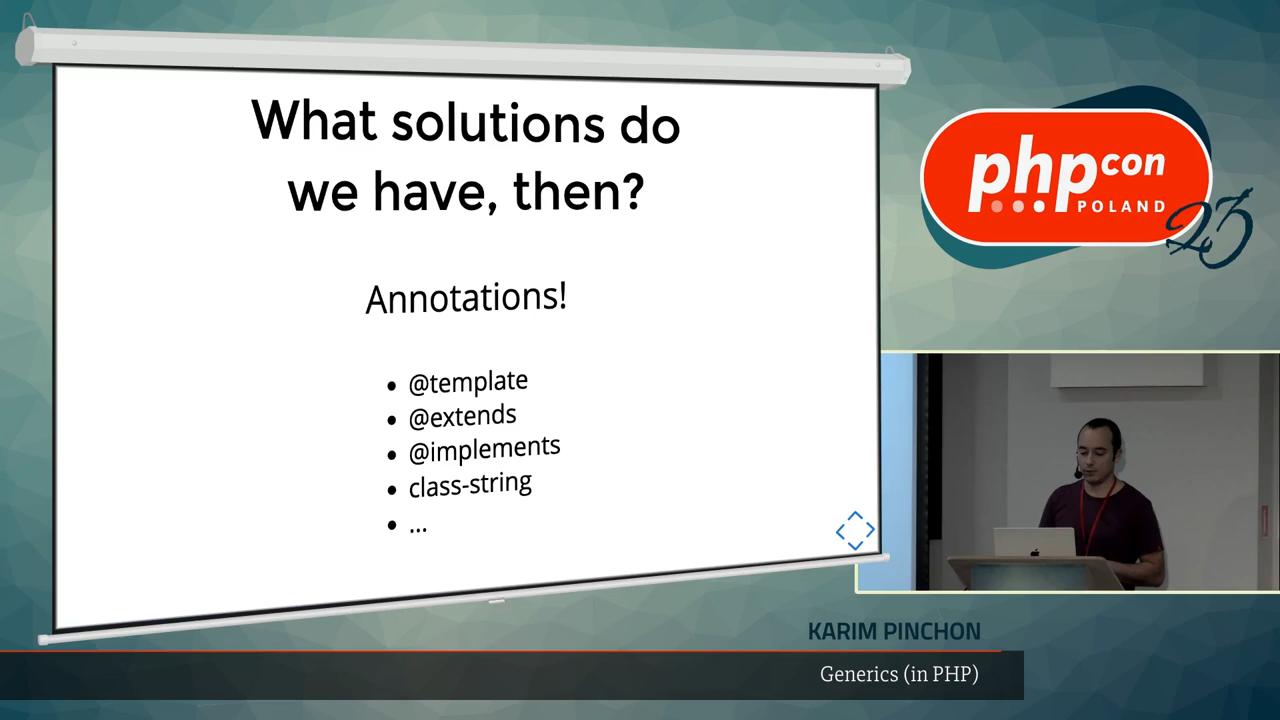 What solutions do
we have, then?
Annotations!
@template
@extends
@implements
class-string
...
phpcon
POLAND
23
KARIM PINCHON
Generics (in PHP)